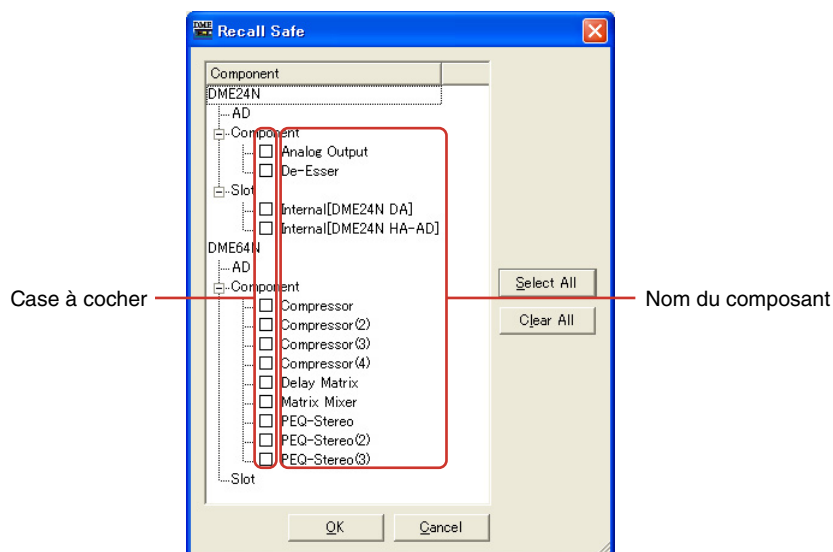 DME
Recall Safe
Component
DME24N
AD
Component
Analog Output
De-Esser
Slot
Internal[DME24N DA]
Internal[DME24N HA-AD]
DME64N
AD
Component
Compressor
Compressor(2)
Compressor(3)
Compressor(4)
Delay Matrix
Matrix Mixer
PEQ-Stereo
PEQ-Stereo(2)
PEQ-Stereo(3)
Slot
Select All
Clear All
Case à cocher
Nom du composant
OK
Cancel